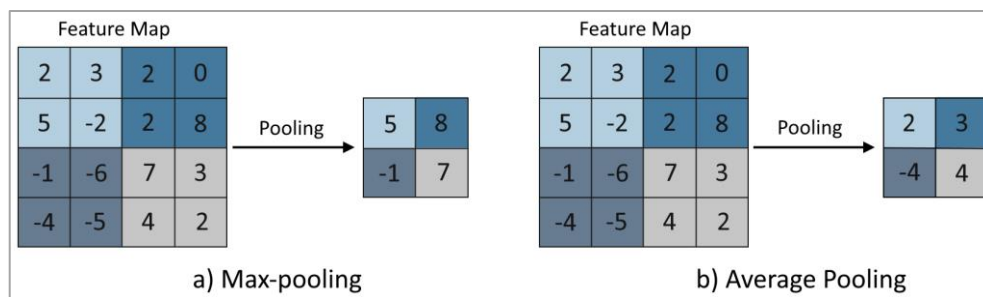 Feature Map
2 3 2 0
5 -2 2 8
-1 -6 7 3
-4 -5 4 2
Pooling
5 8
-1 7
a) Max-pooling
Feature Map
2 3 2 0
5 -2 2 8
-1 -6 7 3
-4 -5 4 2
Pooling
2 3
-4 4
b) Average Pooling